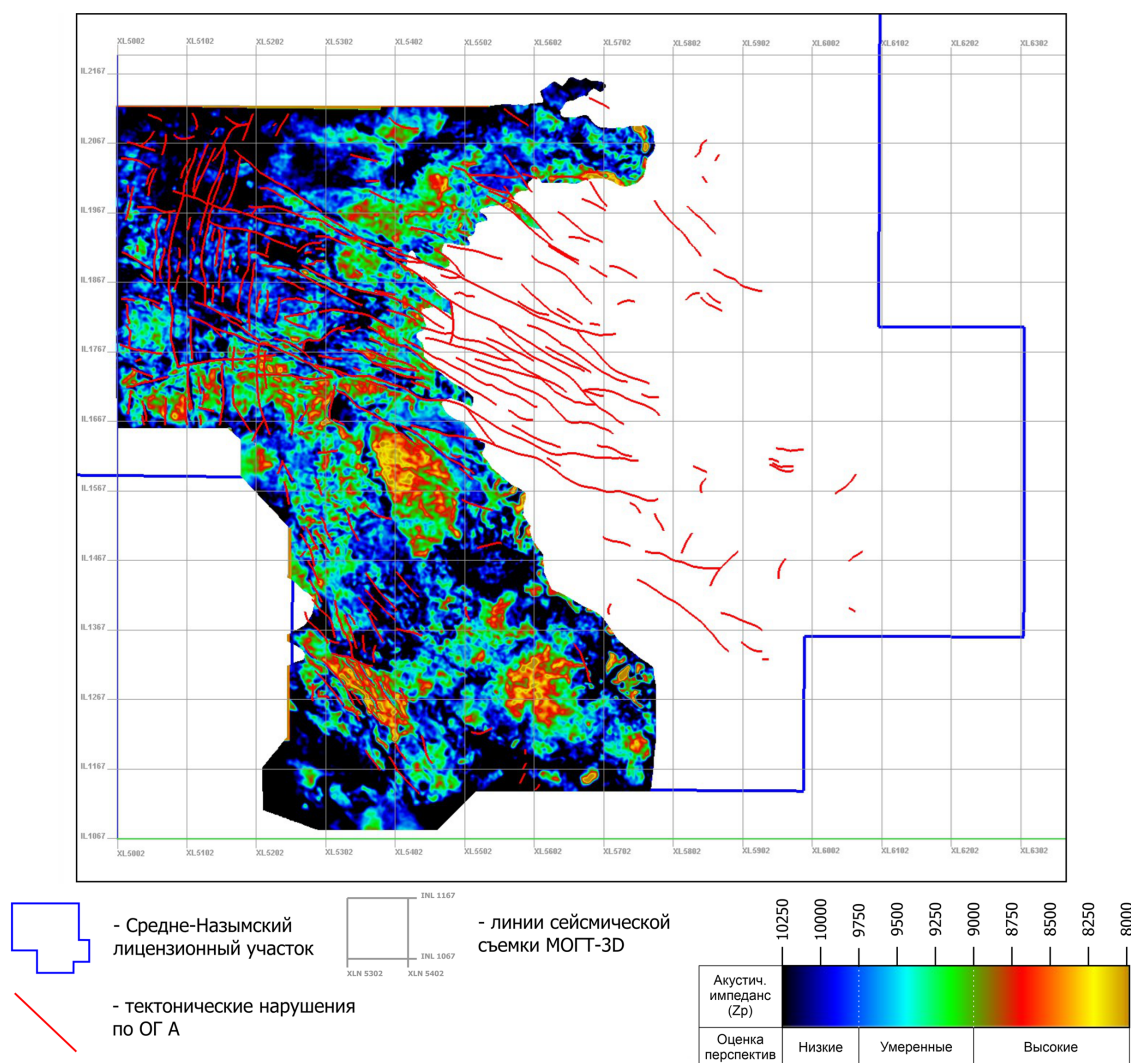 XL5002 XL5102 XL5202 XL5302 XL5402 XL5502 XL5602 XL5702 XL5802 XL5902 XL6002 XL6102 XL6202 XL6302
IL2167
IL2067
IL1967
IL1867
IL1767
IL1667
IL1567
IL1467
IL1367
IL1267
IL1167
IL1067
XL5002 XL5102 XL5202 XL5302 XL5402 XL5502 XL5602 XL5702 XL5802 XL5902 XL6002 XL6102 XL6202 XL6302
- Средне-Назымский
лицензионный участок
INL 1167
INL 1067
XLN 5302 XLN 5402
- линии сейсмической
съемки МОГТ-3D
- тектонические нарушения
по ОГ А
10250 10000 9750 9500 9250 9000 8750 8500 8250 8000
Акустич.
импеданс
(Zp)
Оценка
перспектив
Низкие Умеренные Высокие